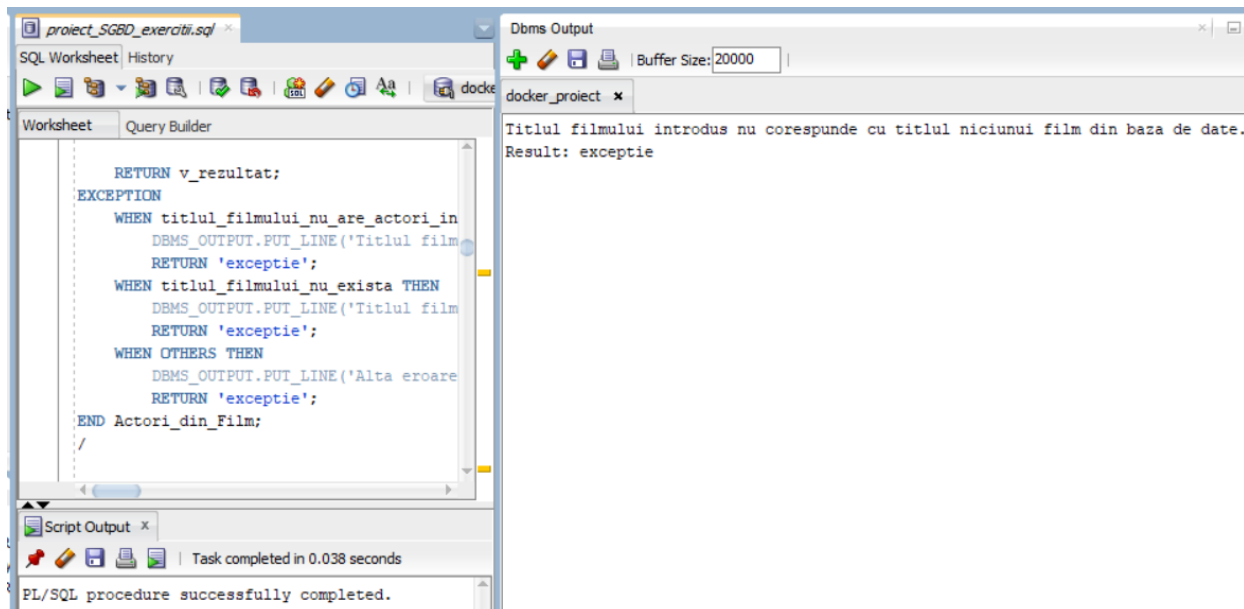 proiect_SGBD_exercitii.sql
SQL Worksheet History
docke
Worksheet Query Builder
RETURN v_rezultat;
EXCEPTION
WHEN titlul_filmului_nu_are_actori_in
DBMS_OUTPUT.PUT_LINE('Titlul film
RETURN 'exceptie';
WHEN titlul_filmului_nu_exista THEN
DBMS_OUTPUT.PUT_LINE('Titlul film
RETURN 'exceptie';
WHEN OTHERS THEN
DBMS_OUTPUT.PUT_LINE('Alta eroare
RETURN 'exceptie';
END Actori_din_Film;
/
Script Output x
Task completed in 0.038 seconds
PL/SQL procedure successfully completed.
Dbms Output
Buffer Size: 20000
docker_proiect
Titlul filmului introdus nu corespunde cu titlul niciunui film din baza de date.
Result: exceptie